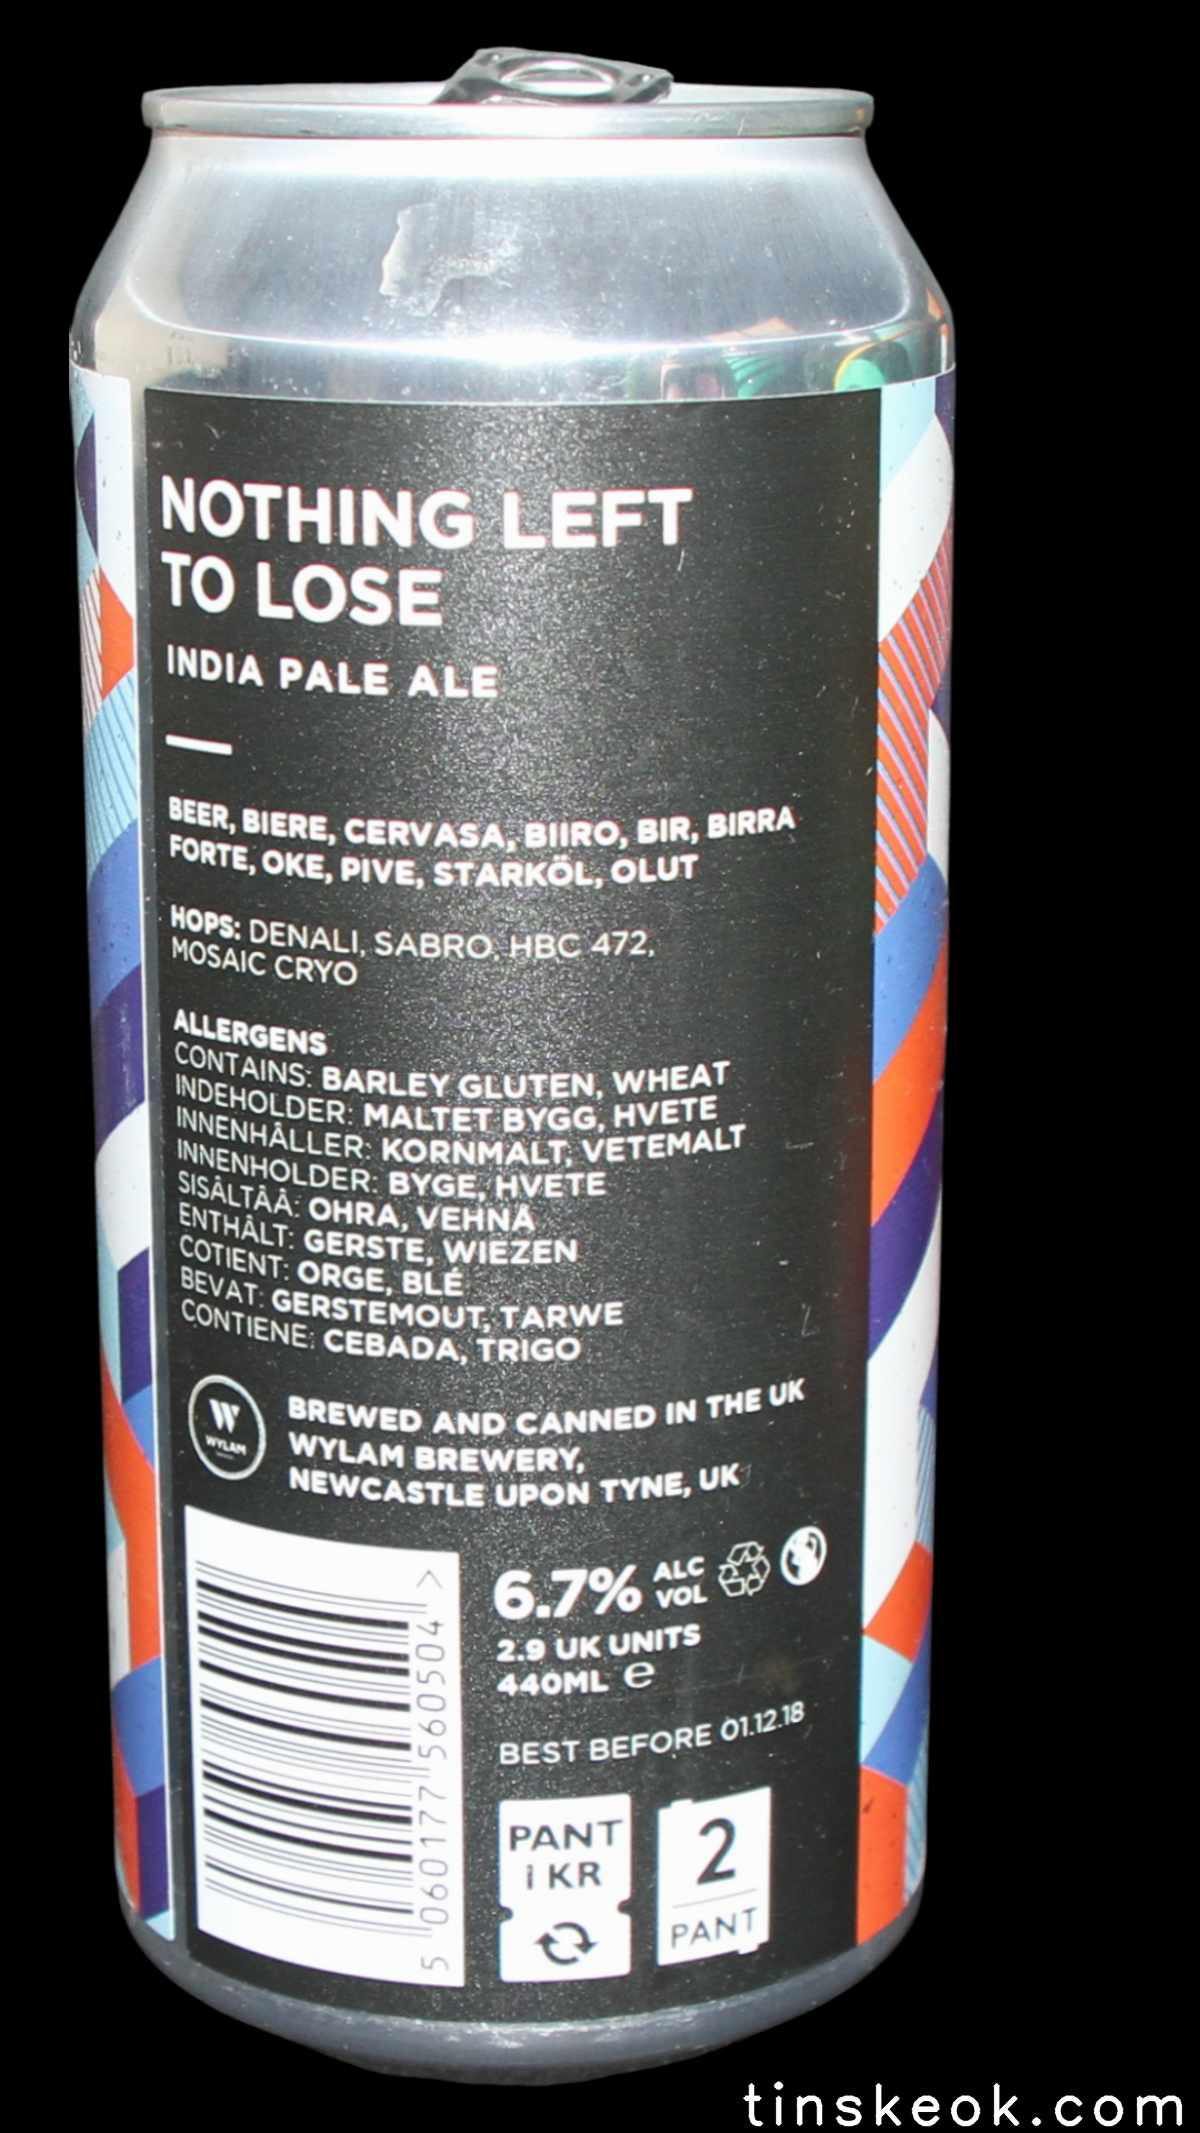 NOTHING LEFT
TO LOSE
INDIA PALE ALE
BEER, BIERE, CERVASA, BIIRO, BIR, BIRRA
FORTE, OKE, PIVE, STARKÖL, OLUT
HOPS: DENALI, SABRO, HBC 472,
MOSAIC CRYO
ALLERGENS
CONTAINS: BARLEY GLUTEN, WHEAT
INDEHOLDER: MALTET BYGG, HVETE
INNENHÅLLER: KORNMALT, VETEMALT
INNENHOLDER: BYGE, HVETE
SISÅLTÄÄ: OHRA, VEHNÄ
ENTHÄLT: GERSTE, WIEZEN
COTIENT: ORGE, BLÉ
BEVAT: GERSTEMOUT, TARWE
CONTIENE: CEBADA, TRIGO
W
WYLAM
BREWED AND CANNED IN THE UK
WYLAM BREWERY,
NEWCASTLE UPON TYNE, UK
6.7% ALC
VOL
2.9 UK UNITS
440ML e
BEST BEFORE 01.12.18
5 060177 560504 >
PANT
1 KR
2
PANT
tinskeok.com